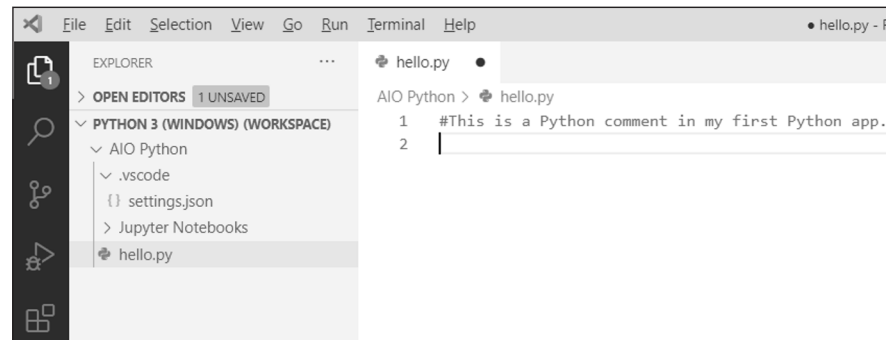 File Edit Selection View Go Run Terminal Help ● hello.py -
1
EXPLORER ···
OPEN EDITORS 1 UNSAVED
PYTHON 3 (WINDOWS) (WORKSPACE)
AIO Python
.vscode
{} settings.json
Jupyter Notebooks
hello.py
hello.py ●
AIO Python > hello.py
1 #This is a Python comment in my first Python app.
2